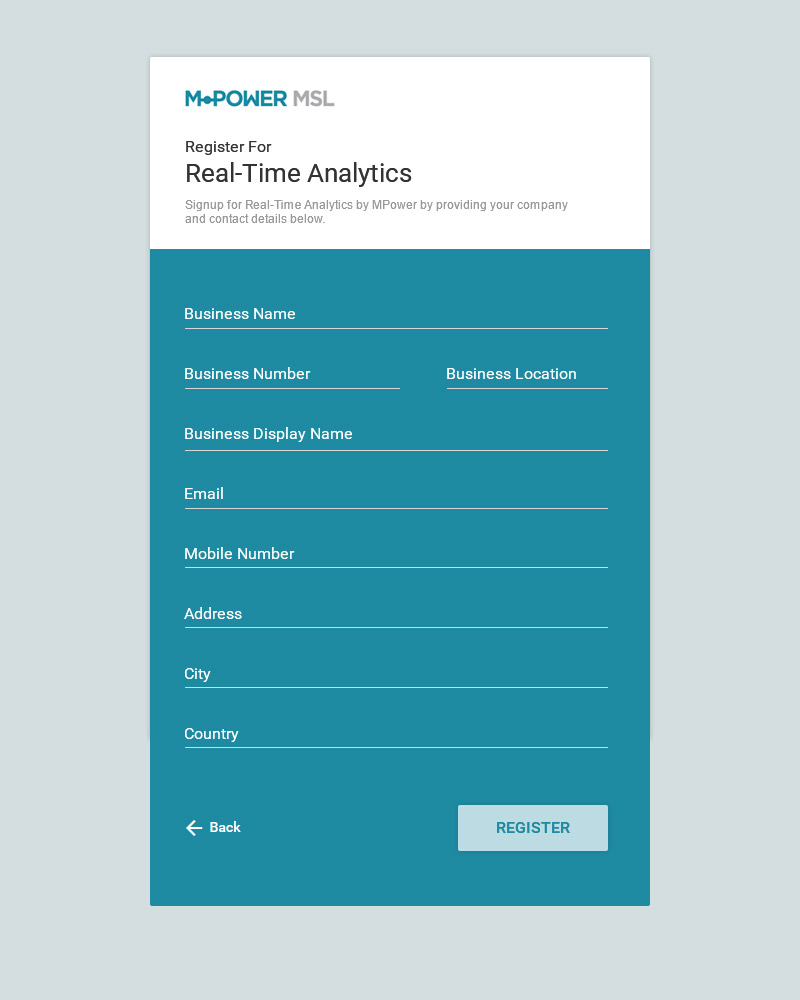 M•POWER MSL
Register For
Real-Time Analytics
Signup for Real-Time Analytics by MPower by providing your company
and contact details below.
Business Name
Business Number Business Location
Business Display Name
Email
Mobile Number
Address
City
Country
Back REGISTER